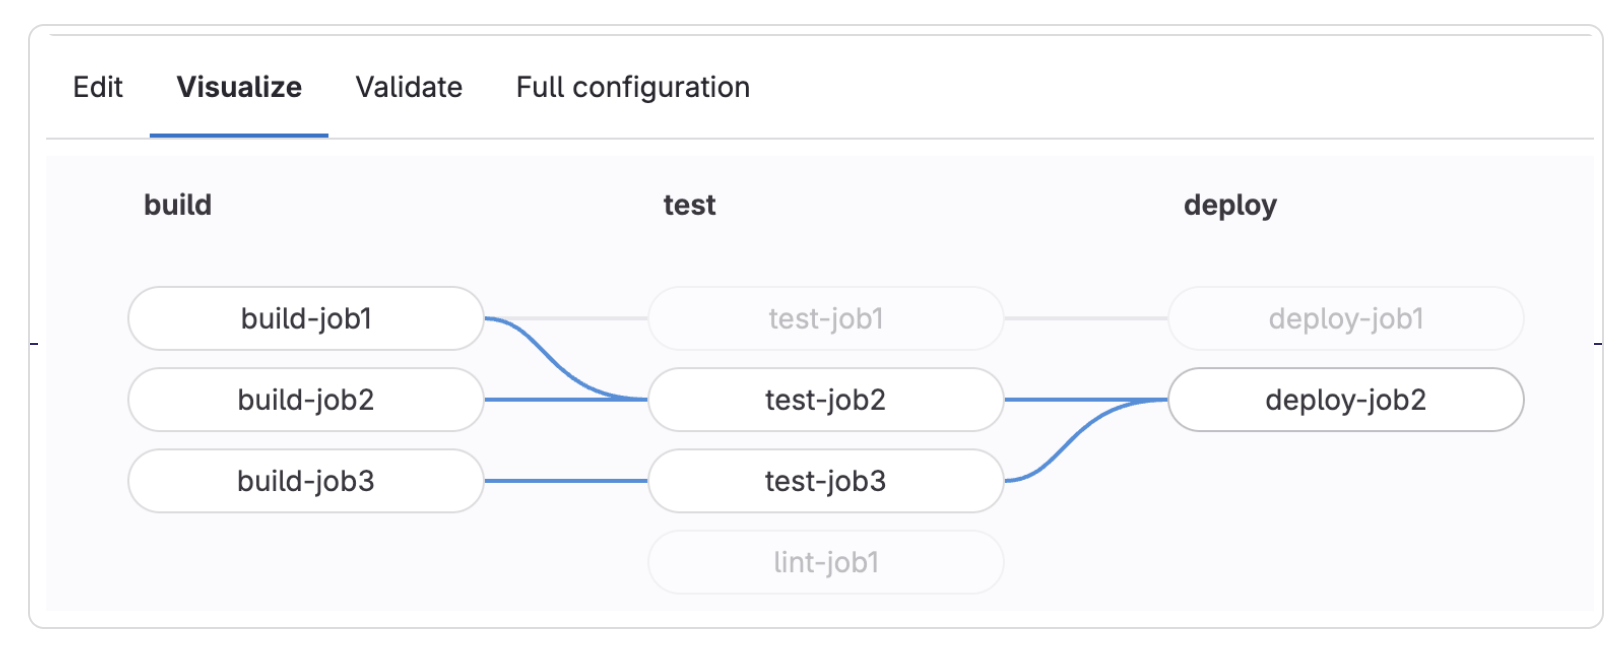 Edit Visualize Validate Full configuration
build test deploy
build-job1 test-job1 deploy-job1
build-job2 test-job2 deploy-job2
build-job3 test-job3
lint-job1